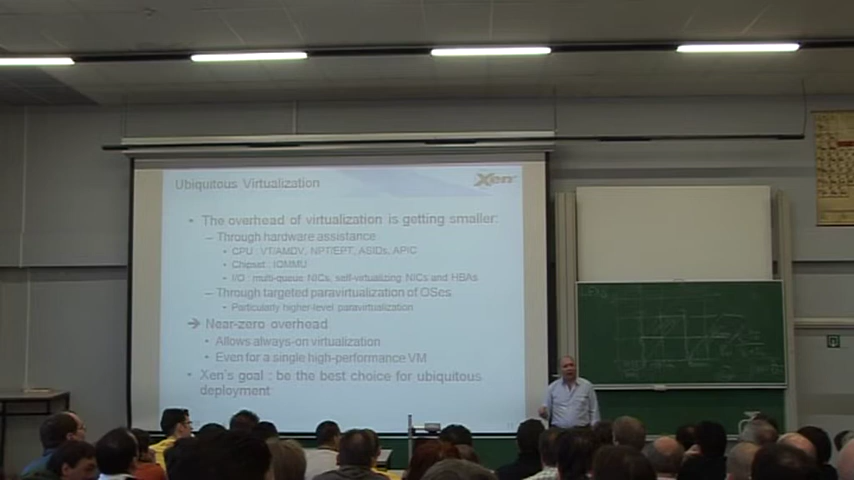 Ubiquitous Virtualization
Xen
• The overhead of virtualization is getting smaller:
– Through hardware assistance
• CPU : VT/AMDV, NPT/EPT, ASIDs, APIC
• Chipset : IOMMU
• I/O : multi-queue NICs, self-virtualizing NICs and HBAs
– Through targeted paravirtualization of OSes
• Particularly higher-level paravirtualization
➔ Near-zero overhead
• Allows always-on virtualization
• Even for a single high-performance VM
• Xen's goal : be the best choice for ubiquitous
deployment